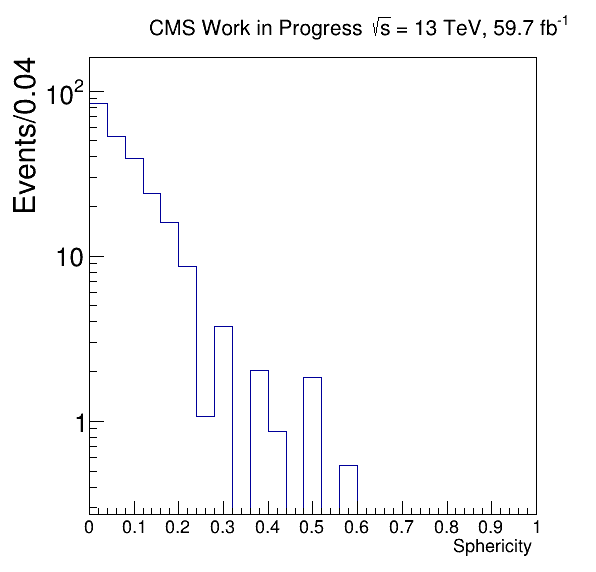 CMS Work in Progress √s = 13 TeV, 59.7 fb⁻¹
Events/0.04
10²
10
1
0 0.1 0.2 0.3 0.4 0.5 0.6 0.7 0.8 0.9 1
Sphericity